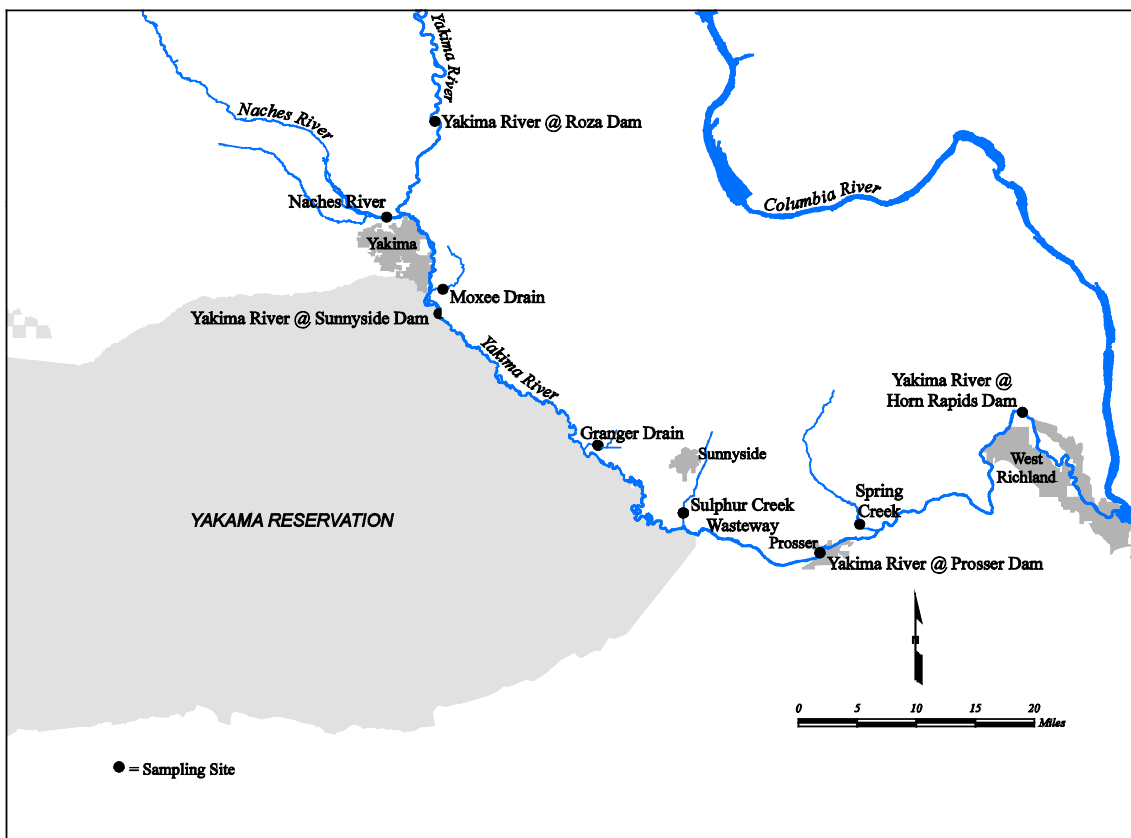 Yakima River
Naches River
Yakima River @ Roza Dam
Columbia River
Naches River
Yakima
Moxee Drain
Yakima River @ Sunnyside Dam
Yakima River
Yakima River @
Horn Rapids Dam
Granger Drain
Sunnyside
West
Richland
Spring
Creek
Sulphur Creek
Wasteway
YAKAMA RESERVATION
Prosser
Yakima River @ Prosser Dam
N
0 5 10 15 20
Miles
= Sampling Site